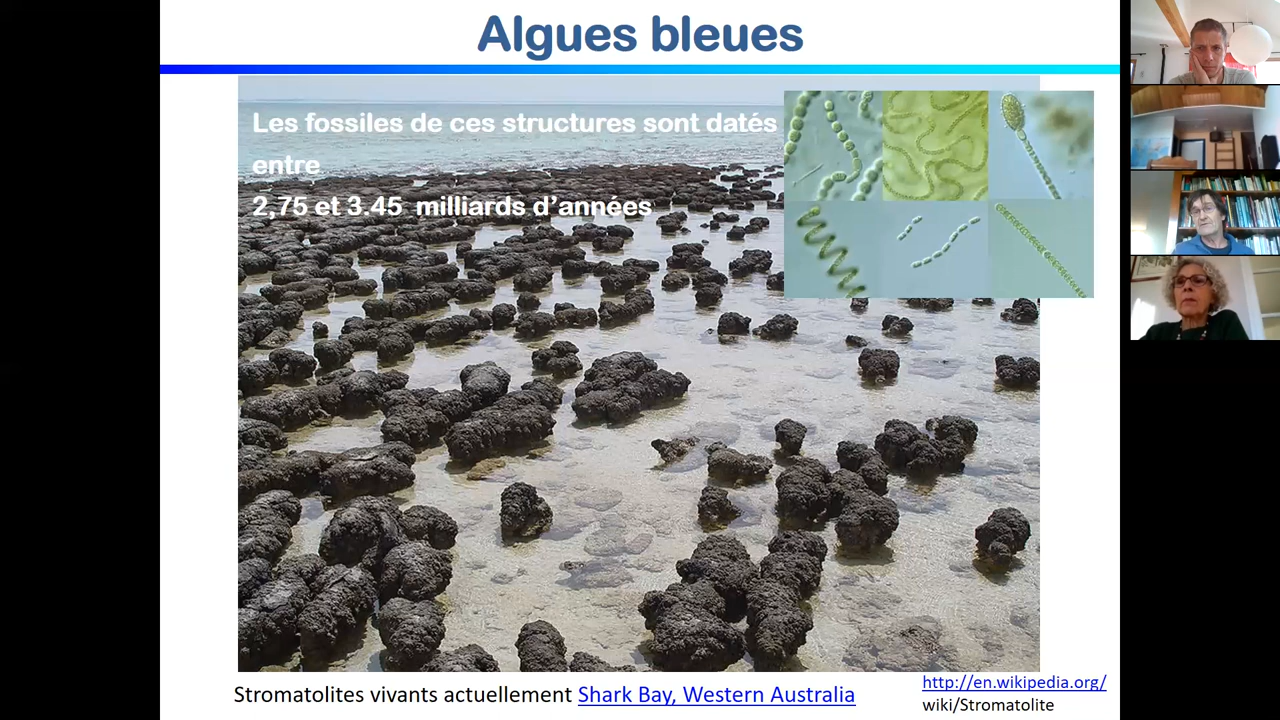 Algues bleues
Les fossiles de ces structures sont datés
entre
2,75 et 3.45 milliards d'années
Stromatolites vivants actuellement Shark Bay, Western Australia
http://en.wikipedia.org/
wiki/Stromatolite